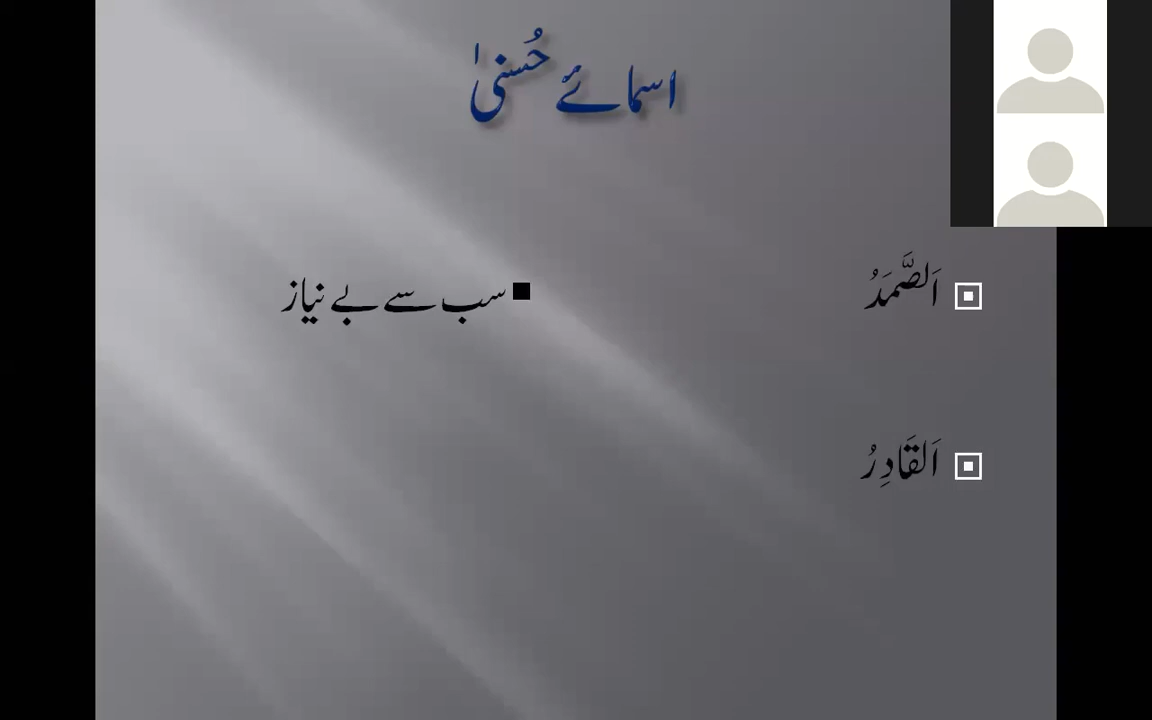 اسمائے حُسنیٰ
اَلصَّمَدُ
سب سے بے نیاز
اَلقَادِرُ